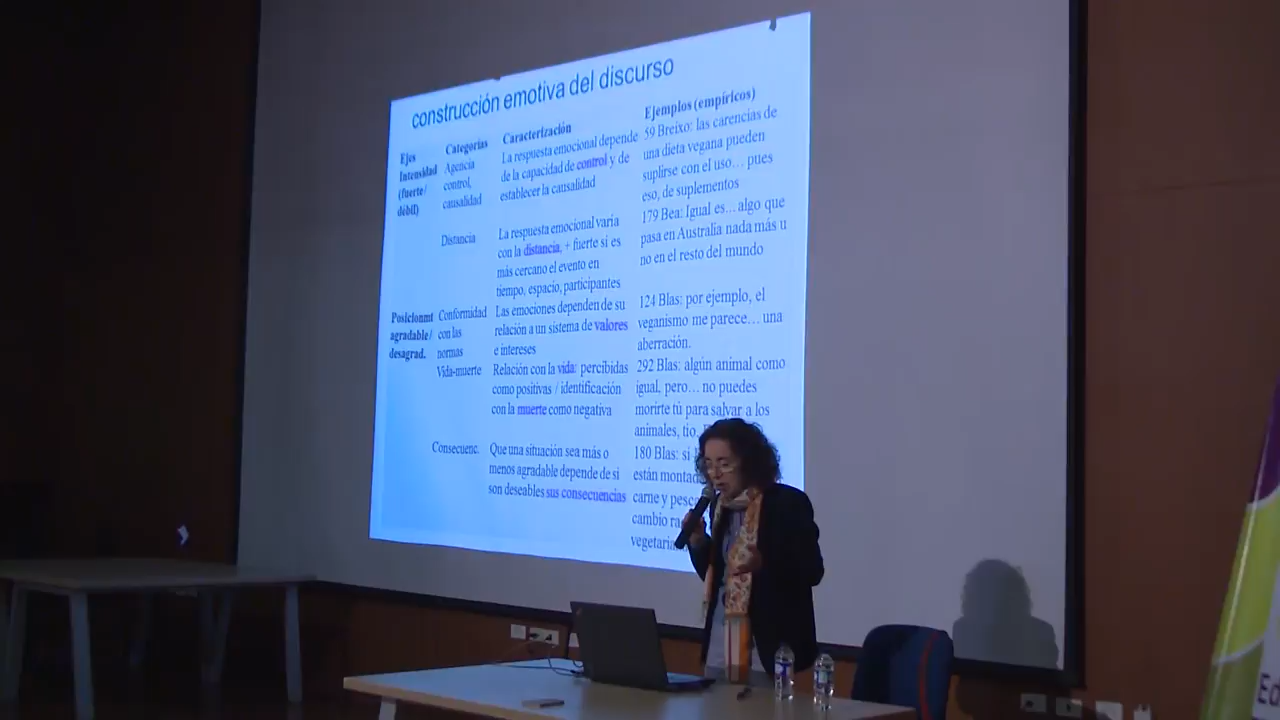 construcción emotiva del discurso
Ejes
Intensidad
(fuerte/
débil)
Categorías
Agencia
control,
causalidad
Caracterización
La respuesta emocional depende
de la capacidad de control y de
establecer la causalidad
Ejemplos (empíricos)
59 Breixo: las carencias de
una dieta vegana pueden
suplirse con el uso… pues
eso, de suplementos
Distancia
La respuesta emocional varia
con la distancia, + fuerte si es
más cercano el evento en
tiempo, espacio, participantes
179 Bea: Igual es… algo que
pasa en Australia nada más u
no en el resto del mundo
Posicionmt
agradable/
desagrad.
Conformidad
con las
normas
Las emociones dependen de su
relación a un sistema de valores
e intereses
124 Blas: por ejemplo, el
veganismo me parece… una
aberración.
Vida-muerte
Relación con la vida: percibidas
como positivas / identificación
con la muerte como negativa
292 Blas: algún animal como
igual, pero… no puedes
morirte tú para salvar a los
animales, tio.
Consecuenc.
Que una situación sea más o
menos agradable depende de si
son deseables sus consecuencias
180 Blas: si
están
carne y
cambio